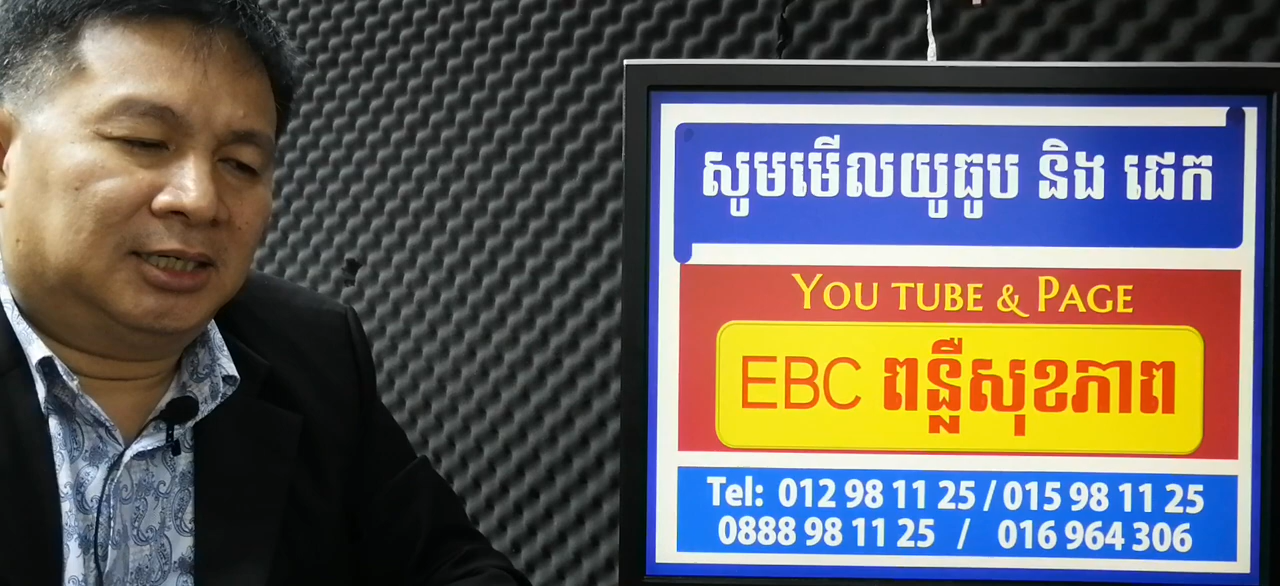 សូមមើលយូធូប និង ផេក
YOU TUBE & PAGE
EBC ពន្លឺសុខភាព
Tel: 012 98 11 25 / 015 98 11 25
0888 98 11 25 / 016 964 306